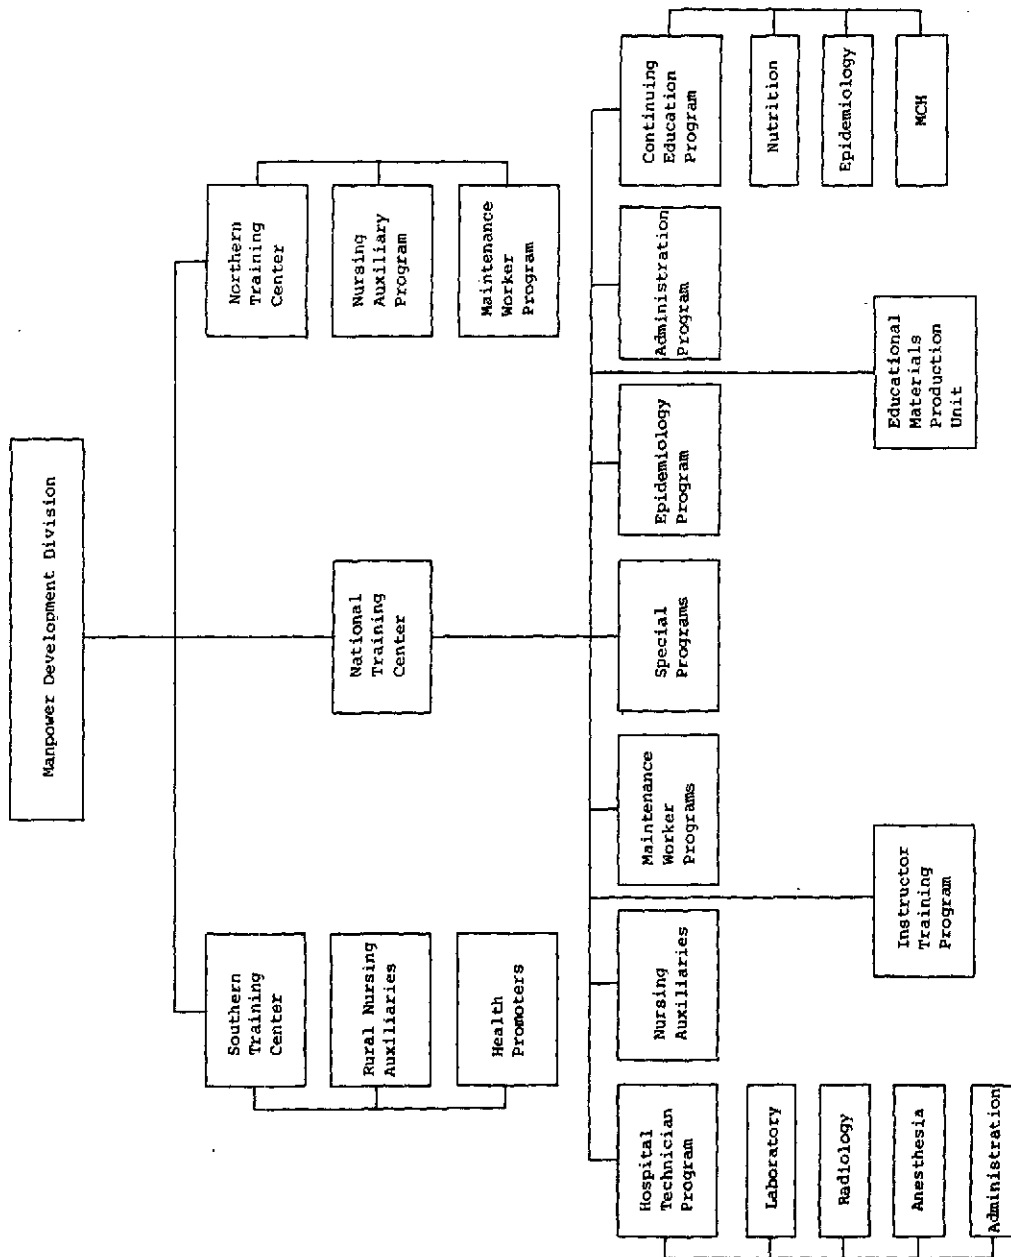 Manpower Development Division
Southern
Training
Center
Rural Nursing
Auxiliaries
Health
Promoters
National
Training
Center
Northern
Training
Center
Nursing
Auxiliary
Program
Maintenance
Worker
Program
Hospital
Technician
Program
Laboratory
Radiology
Anesthesia
Administration
Nursing
Auxiliaries
Maintenance
Worker
Programs
Special
Programs
Epidemiology
Program
Administration
Program
Continuing
Education
Program
Nutrition
Epidemiology
MCH
Instructor
Training
Program
Educational
Materials
Production
Unit